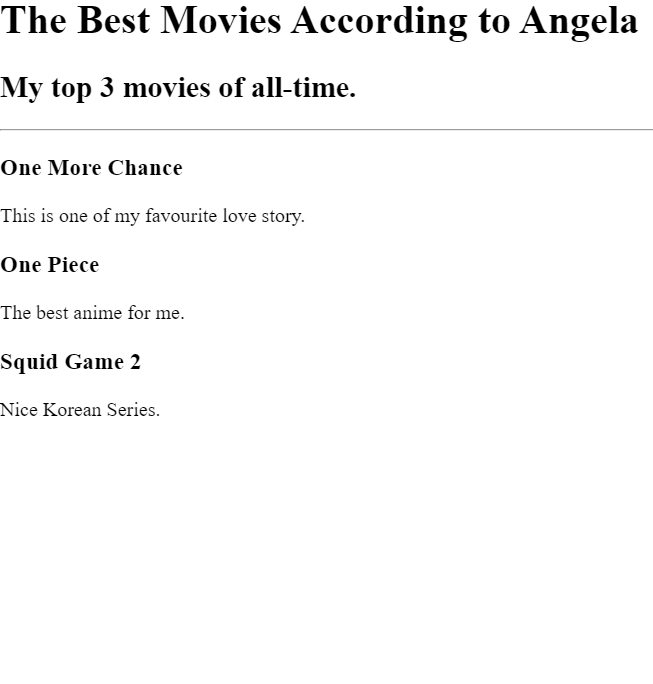 The Best Movies According to Angela
My top 3 movies of all-time.
One More Chance
This is one of my favourite love story.
One Piece
The best anime for me.
Squid Game 2
Nice Korean Series.